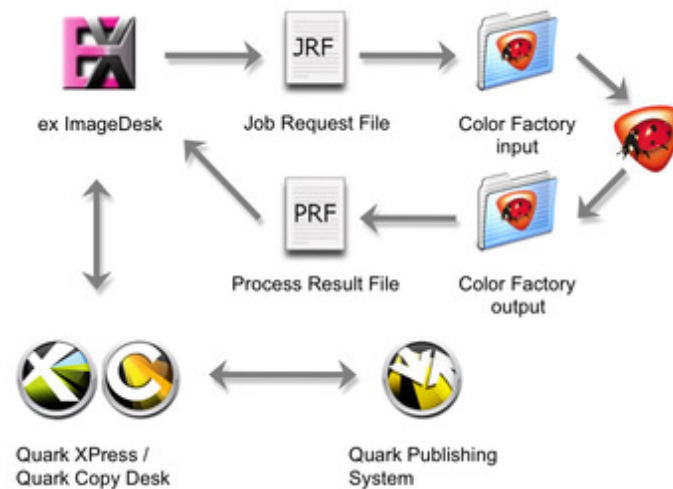 JRF
ex ImageDesk
Job Request File
Color Factory
input
PRF
Process Result File
Color Factory
output
Quark XPress /
Quark Copy Desk
Quark Publishing
System